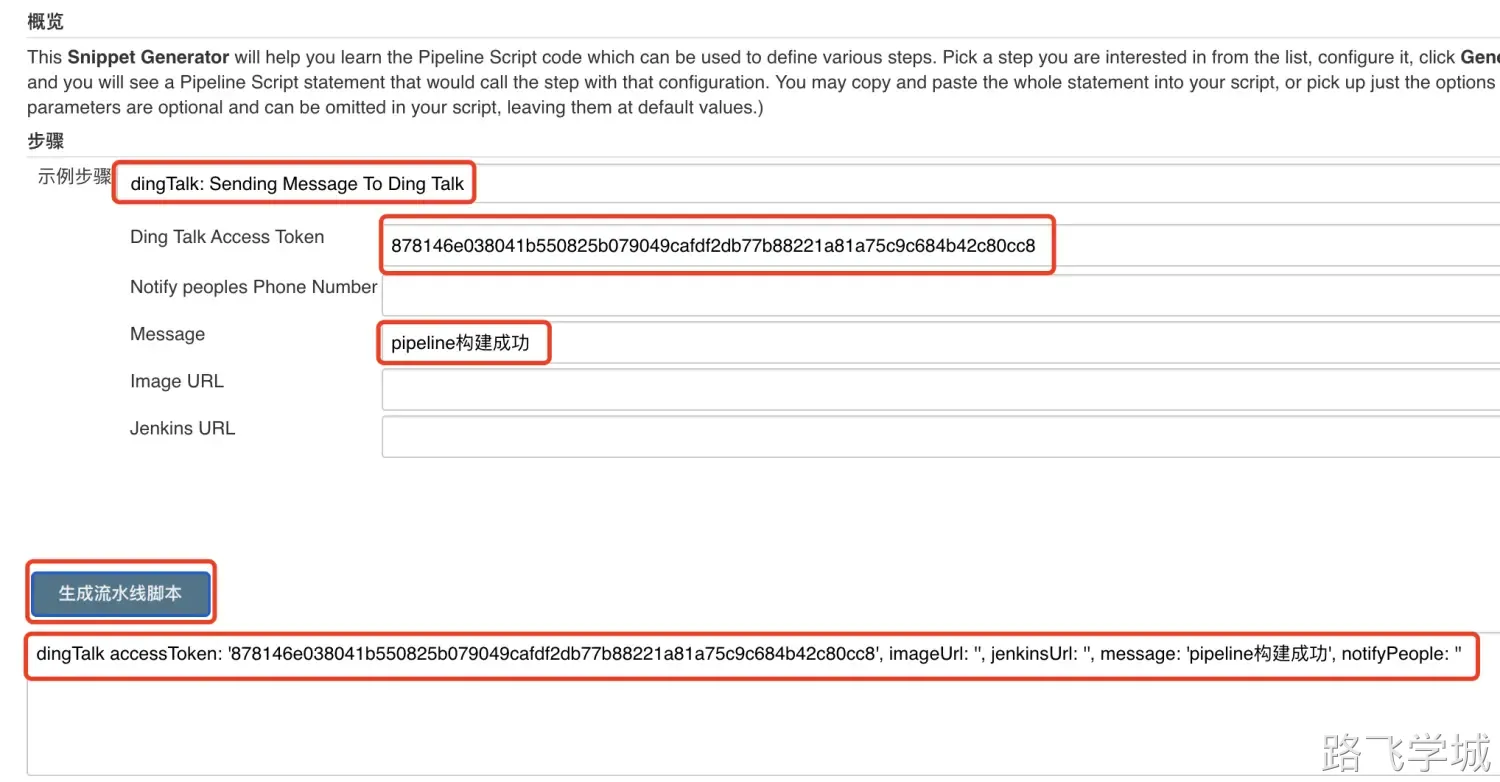 概览
This Snippet Generator will help you learn the Pipeline Script code which can be used to define various steps. Pick a step you are interested in from the list, configure it, click Gene
and you will see a Pipeline Script statement that would call the step with that configuration. You may copy and paste the whole statement into your script, or pick up just the options
parameters are optional and can be omitted in your script, leaving them at default values.)
步骤
示例步骤 dingTalk: Sending Message To Ding Talk
Ding Talk Access Token 878146e038041b550825b079049cafdf2db77b88221a81a75c9c684b42c80cc8
Notify peoples Phone Number
Message pipeline构建成功
Image URL
Jenkins URL
生成流水线脚本
dingTalk accessToken: '878146e038041b550825b079049cafdf2db77b88221a81a75c9c684b42c80cc8', imageUrl: '', jenkinsUrl: '', message: 'pipeline构建成功', notifyPeople: ''
路飞学城